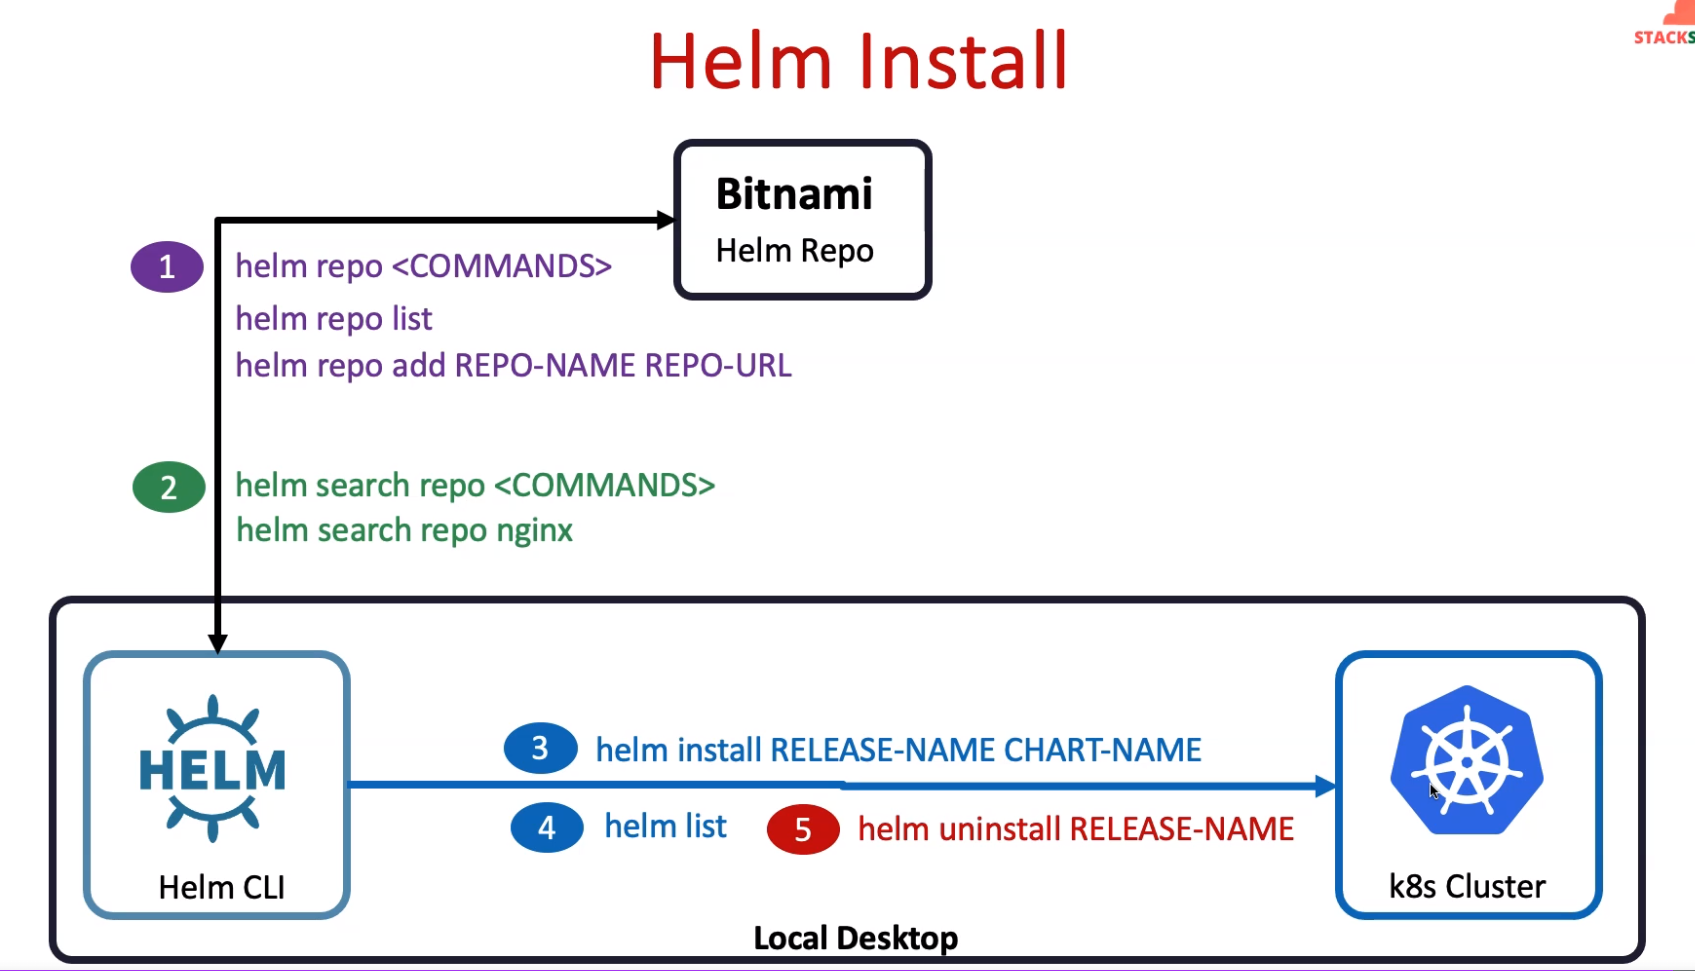 Helm Install
STACKS
Bitnami
Helm Repo
1
helm repo <COMMANDS>
helm repo list
helm repo add REPO-NAME REPO-URL
2
helm search repo <COMMANDS>
helm search repo nginx
HELM
Helm CLI
3 helm install RELEASE-NAME CHART-NAME
4 helm list
5 helm uninstall RELEASE-NAME
k8s Cluster
Local Desktop